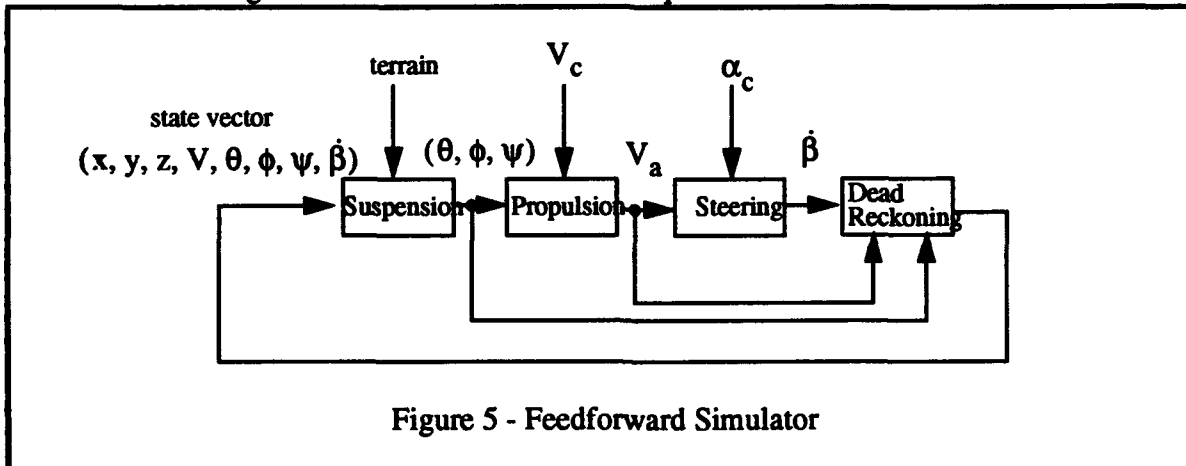 terrain
V_c
α_c
state vector
(x, y, z, V, θ, ϕ, ψ, β̇)
(θ, ϕ, ψ)
V_a
β̇
Suspension
Propulsion
Steering
Dead
Reckoning
Figure 5 - Feedforward Simulator